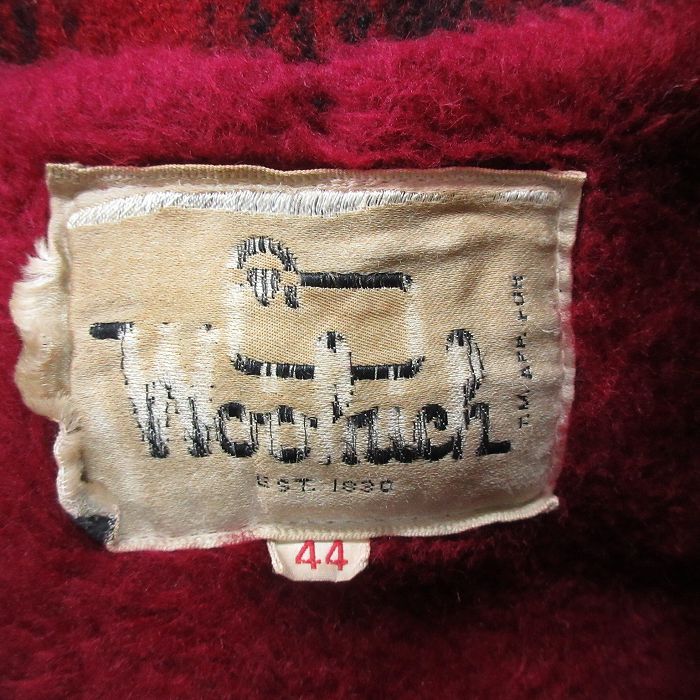 Woolrich
EST. 1830
T.M. APP. FOR
44